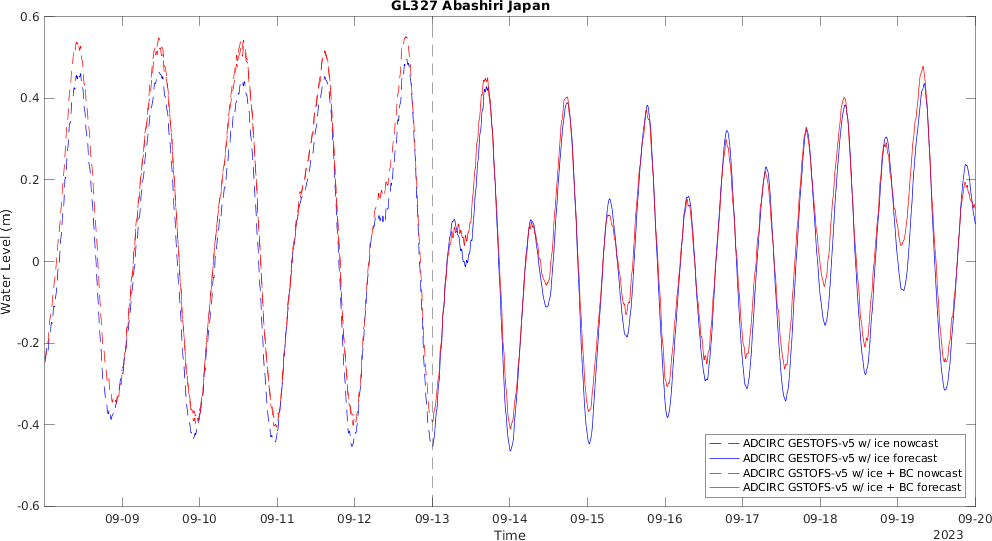 GL327 Abashiri Japan
0.6
0.4
0.2
0
-0.2
-0.4
-0.6
Water Level (m)
ADCIRC GESTOFS-v5 w/ ice nowcast
ADCIRC GESTOFS-v5 w/ ice forecast
ADCIRC GSTOFS-v5 w/ ice + BC nowcast
ADCIRC GSTOFS-v5 w/ ice + BC forecast
09-09 09-10 09-11 09-12 09-13 09-14 09-15 09-16 09-17 09-18 09-19 09-20
Time
2023